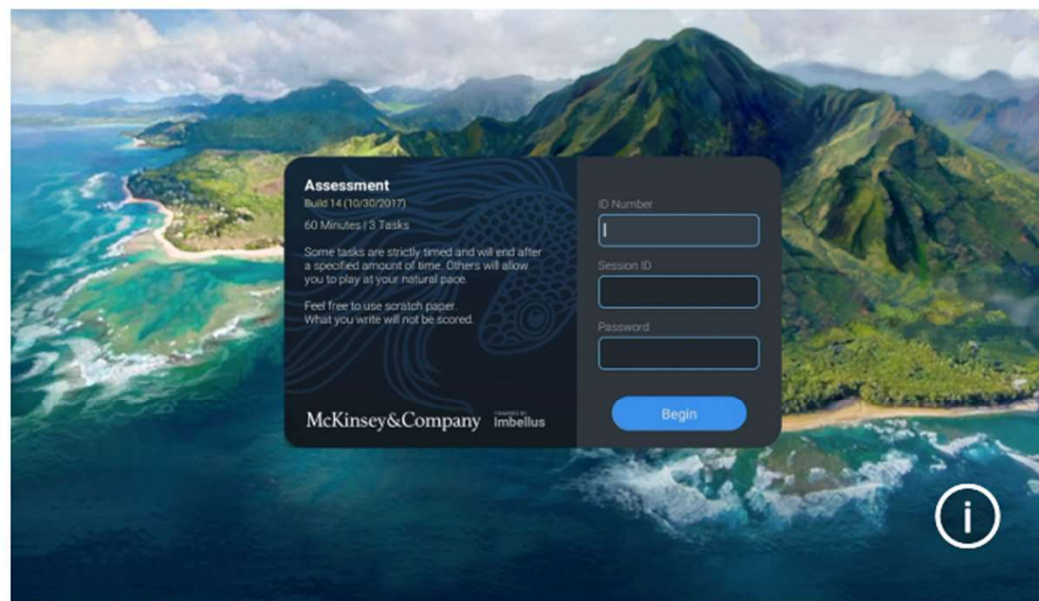 Assessment
Build 14 (10/30/2017)
60 Minutes | 3 Tasks
Some tasks are strictly timed and will end after
a specified amount of time. Others will allow
you to play at your natural pace.
Feel free to use scratch paper.
What you write will not be scored.
McKinsey&Company
POWERED BY
Imbellus
ID Number
Session ID
Password
Begin
i